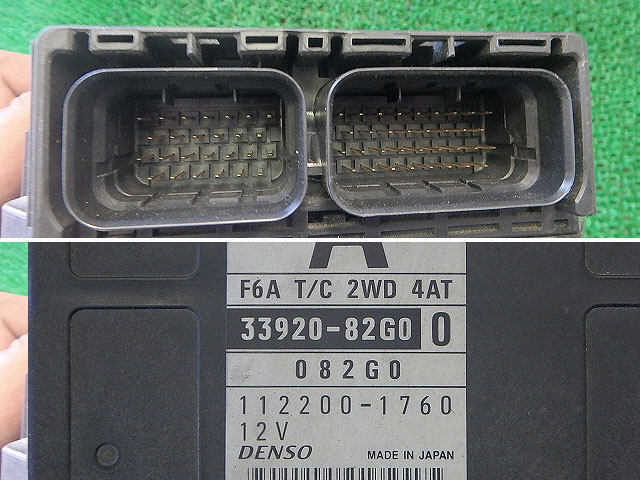 A
F6A T/C 2WD 4AT
33920-82G0 0
082G0
112200-1760
12V
DENSO MADE IN JAPAN